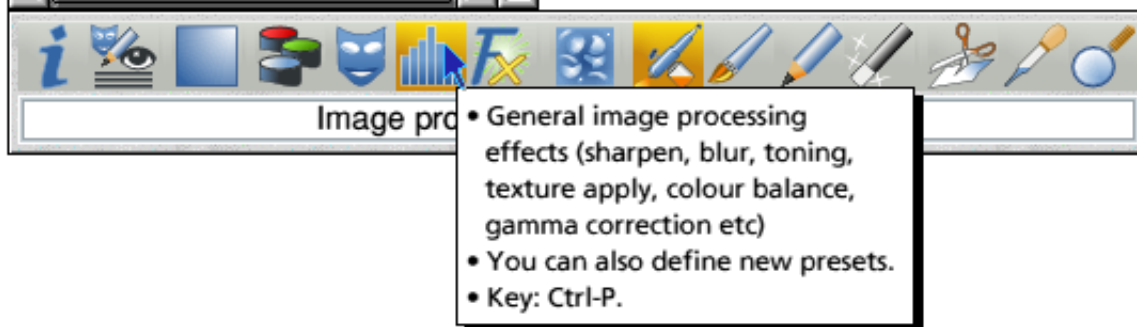 Image pro
• General image processing
effects (sharpen, blur, toning,
texture apply, colour balance,
gamma correction etc)
• You can also define new presets.
• Key: Ctrl-P.